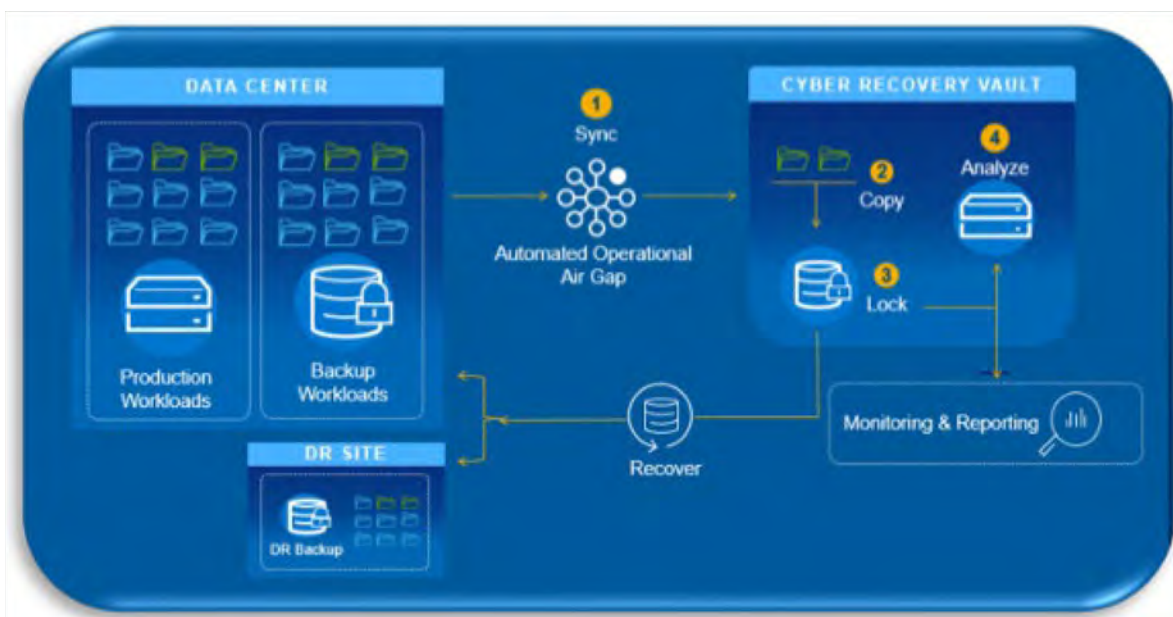 DATA CENTER
Production
Workloads
Backup
Workloads
1
Sync
Automated Operational
Air Gap
CYBER RECOVERY VAULT
2
Copy
4
Analyze
3
Lock
Monitoring & Reporting
Recover
DR SITE
DR Backup